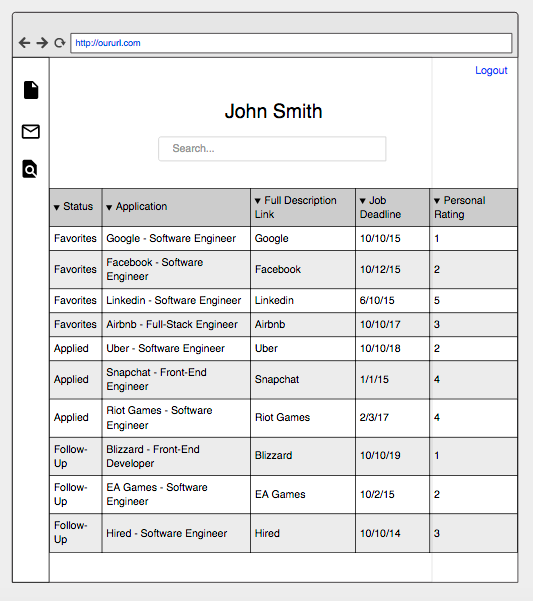 http://oururl.com
Logout
John Smith
Search...
▼ Status ▼ Application ▼ Full Description Link ▼ Job Deadline ▼ Personal Rating
Favorites Google - Software Engineer Google 10/10/15 1
Favorites Facebook - Software Engineer Facebook 10/12/15 2
Favorites Linkedin - Software Engineer Linkedin 6/10/15 5
Favorites Airbnb - Full-Stack Engineer Airbnb 10/10/17 3
Applied Uber - Software Engineer Uber 10/10/18 2
Applied Snapchat - Front-End Engineer Snapchat 1/1/15 4
Applied Riot Games - Software Engineer Riot Games 2/3/17 4
Follow-Up Blizzard - Front-End Developer Blizzard 10/10/19 1
Follow-Up EA Games - Software Engineer EA Games 10/2/15 2
Follow-Up Hired - Software Engineer Hired 10/10/14 3